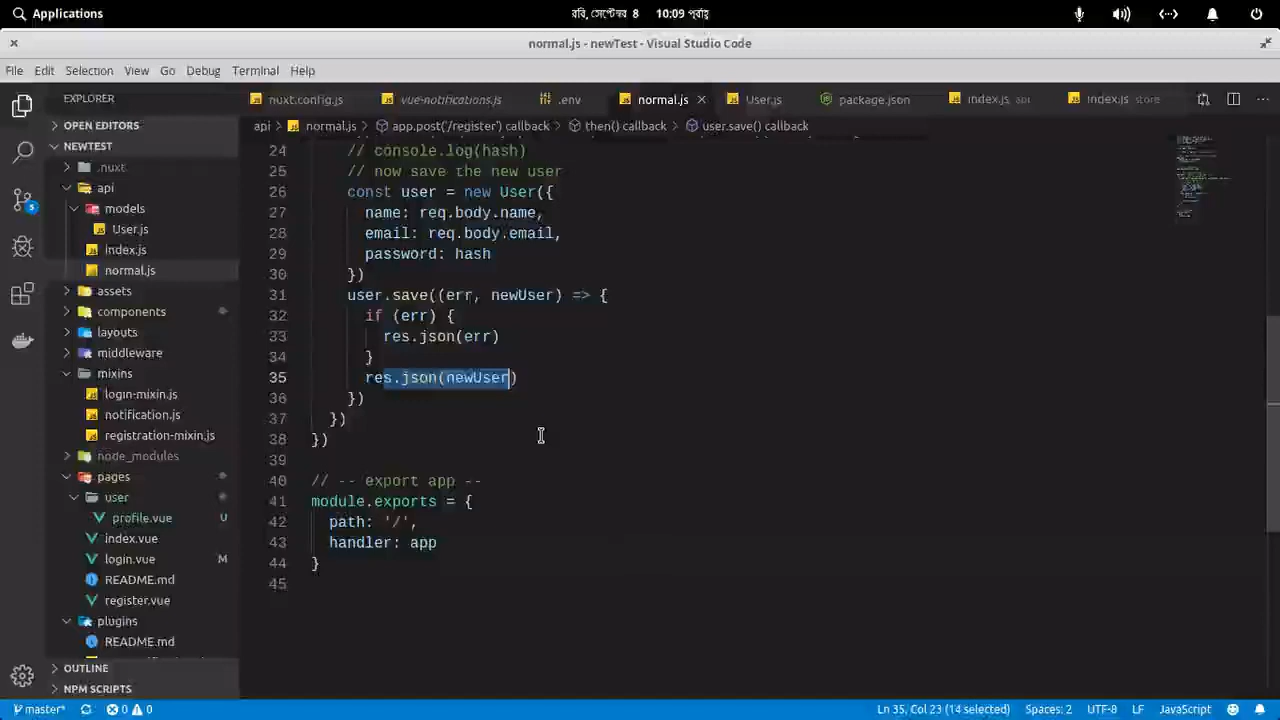 Applications
রবি, সেপ্টেম্বর 8 10:09 পূর্বাহ্ণ
normal.js - newTest - Visual Studio Code
File Edit Selection View Go Debug Terminal Help
EXPLORER
nuxt.config.js vue-notifications.js .env normal.js User.js package.json index.js api index.js store
OPEN EDITORS
api > normal.js > app.post('/register') callback > then() callback > user.save() callback
NEWTEST
.nuxt
api
models
User.js
index.js
normal.js
assets
components
layouts
middleware
mixins
login-mixin.js
notification.js
registration-mixin.js
node_modules
pages
user
profile.vue U
index.vue
login.vue M
README.md
register.vue
plugins
README.md
OUTLINE
NPM SCRIPTS
24 // console.log(hash)
25 // now save the new user
26 const user = new User({
27 name: req.body.name,
28 email: req.body.email,
29 password: hash
30 })
31 user.save((err, newUser) => {
32 if (err) {
33 res.json(err)
34 }
35 res.json(newUser)
36 })
37 })
38 })
39
40 // -- export app --
41 module.exports = {
42 path: '/',
43 handler: app
44 }
45
master* 0 0 Ln 35, Col 23 (14 selected) Spaces: 2 UTF-8 LF JavaScript